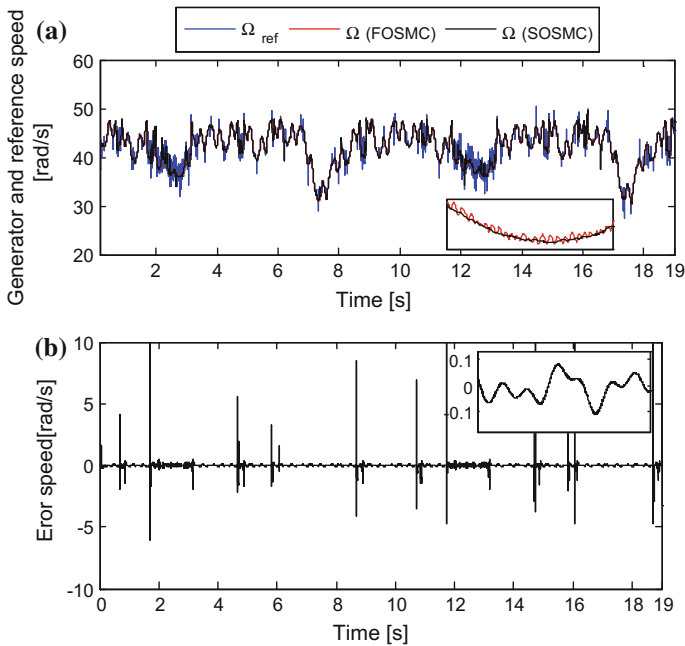 (a)
Ω ref Ω (FOSMC) Ω (SOSMC)
Generator and reference speed
[rad/s]
60
50
40
30
20
2 4 6 8 10 12 14 16 18 19
Time [s]
(b)
Eror speed[rad/s]
10
5
0
-5
-10
0.1
0
-0.1
0 2 4 6 8 10 12 14 16 18 19
Time [s]